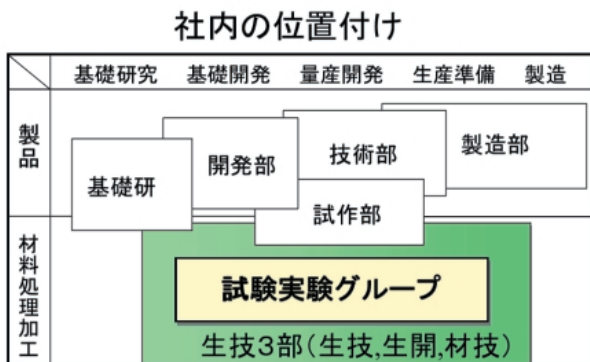 社内の位置付け
基礎研究 基礎開発 量産開発 生産準備 製造
製品
基礎研
開発部
技術部
製造部
試作部
材料処理加工
試験実験グループ
生技3部(生技,生開,材技)